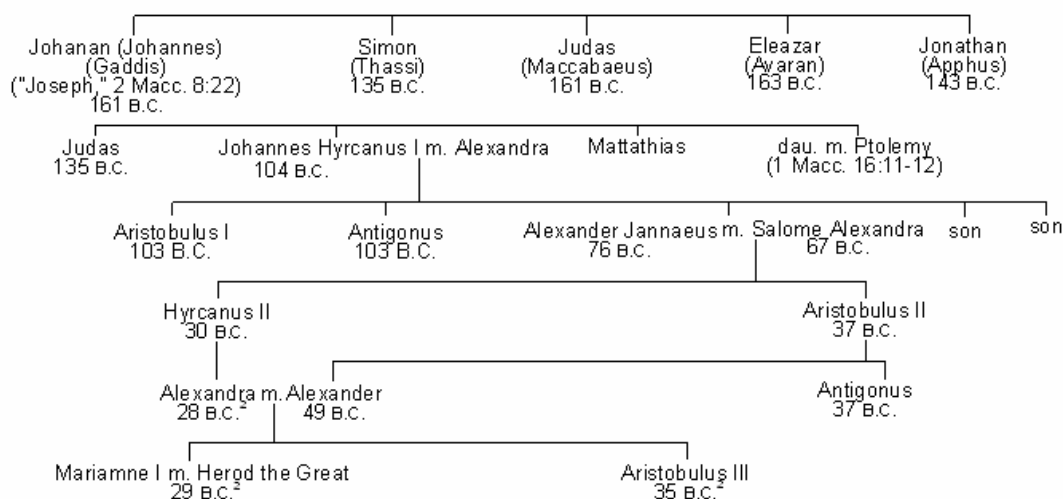 Johanan (Johannes) Simon Judas Eleazar Jonathan
(Gaddis) (Thassi) (Maccabaeus) (Avaran) (Apphus)
("Joseph," 2 Macc. 8:22) 135 B.C. 161 B.C. 163 B.C. 143 B.C.
161 B.C.
Judas Johannes Hyrcanus I m. Alexandra Mattathias dau. m. Ptolemy
135 B.C. 104 B.C. (1 Macc. 16:11-12)
Aristobulus I Antigonus Alexander Jannaeus m. Salome Alexandra son son
103 B.C. 103 B.C. 76 B.C. 67 B.C.
Hyrcanus II Aristobulus II
30 B.C. 37 B.C.
Alexandra m. Alexander Antigonus
28 B.C.² 49 B.C. 37 B.C.
Mariamne I m. Herod the Great Aristobulus III
29 B.C.² 35 B.C.²